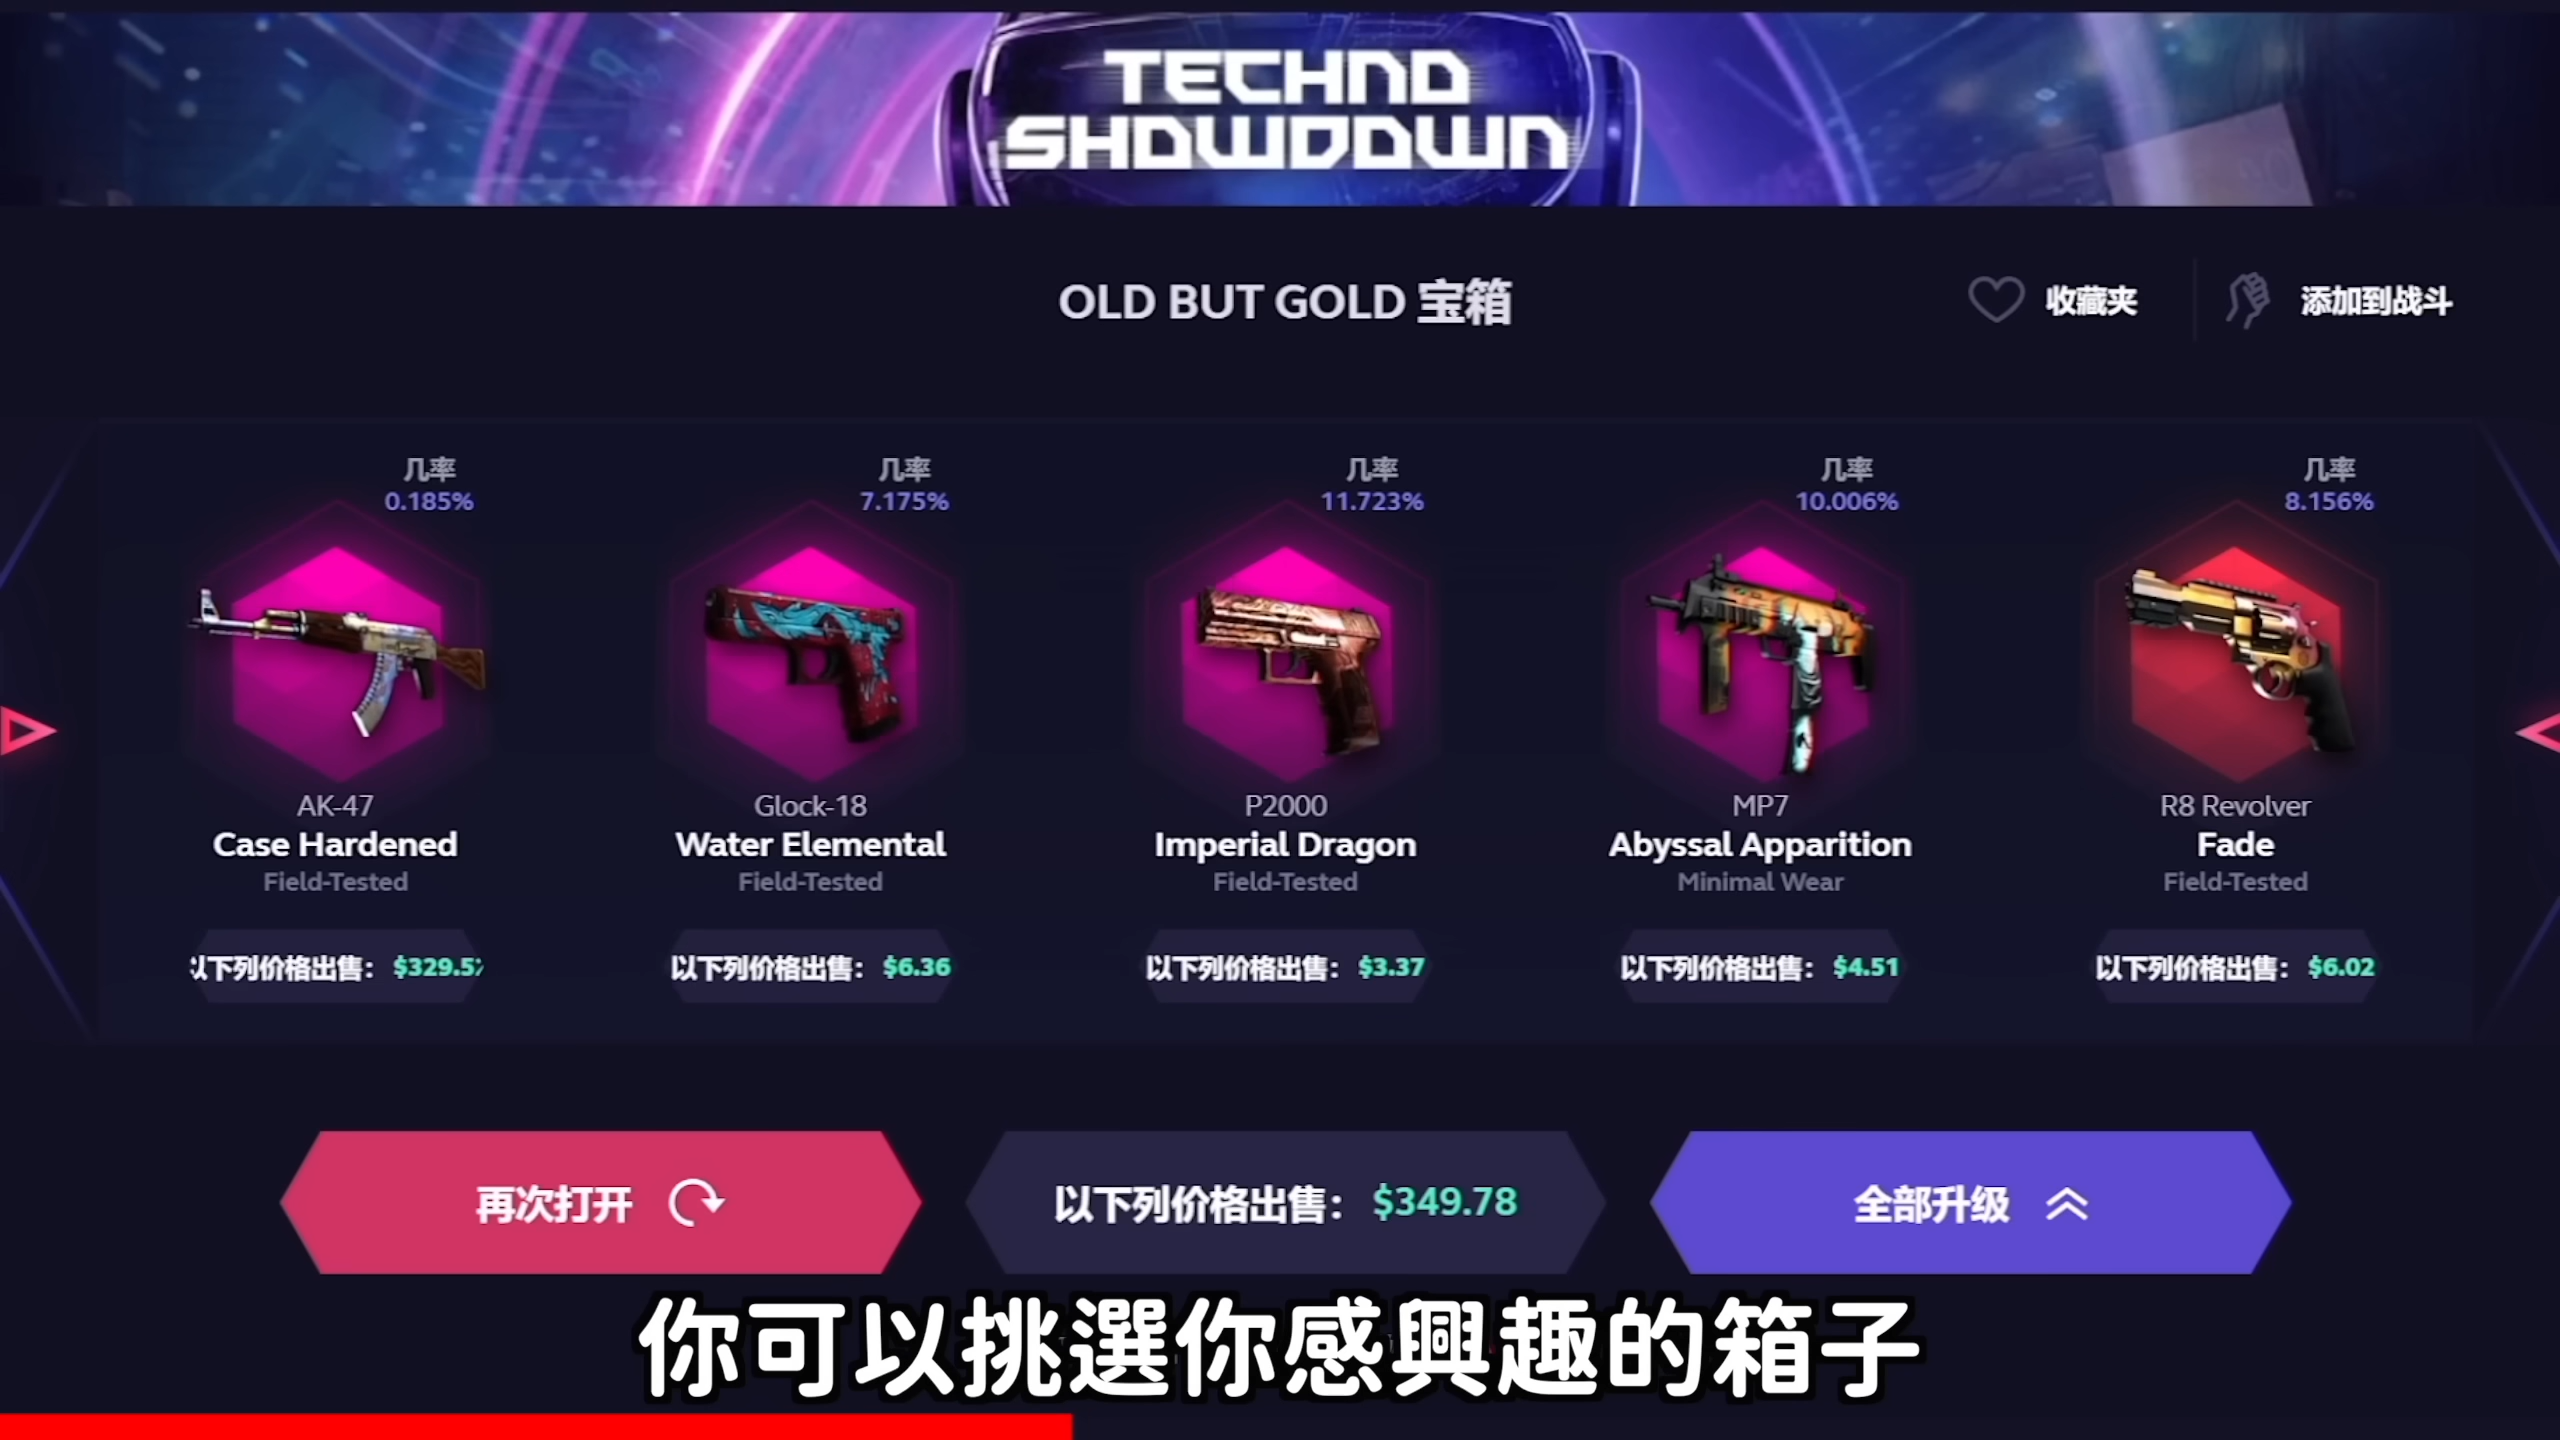 TECHNO
SHOWDOWN
OLD BUT GOLD 宝箱
收藏夹
添加到战斗
几率
0.185%
几率
7.175%
几率
11.723%
几率
10.006%
几率
8.156%
AK-47
Case Hardened
Field-Tested
Glock-18
Water Elemental
Field-Tested
P2000
Imperial Dragon
Field-Tested
MP7
Abyssal Apparition
Minimal Wear
R8 Revolver
Fade
Field-Tested
以下列价格出售： $329.5
以下列价格出售： $6.36
以下列价格出售： $3.37
以下列价格出售： $4.51
以下列价格出售： $6.02
再次打开
以下列价格出售： $349.78
全部升级
你可以挑選你感興趣的箱子